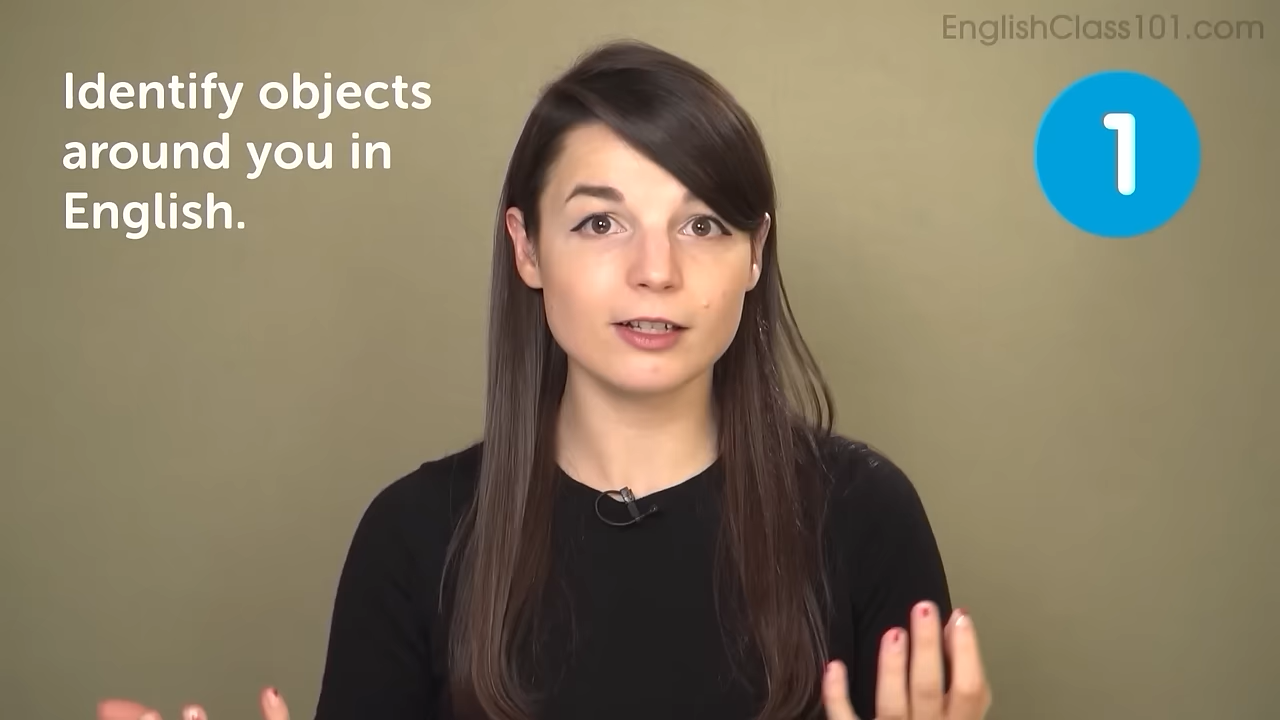 EnglishClass101.com
Identify objects
around you in
English.
1